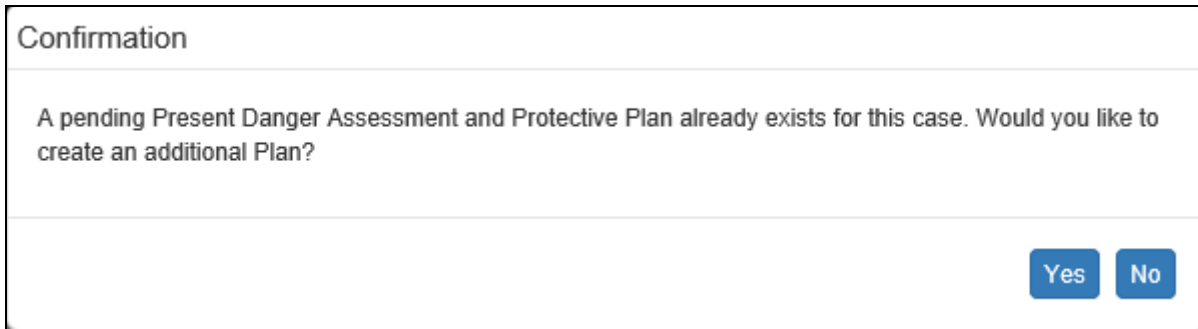 Confirmation
A pending Present Danger Assessment and Protective Plan already exists for this case. Would you like to
create an additional Plan?
Yes No